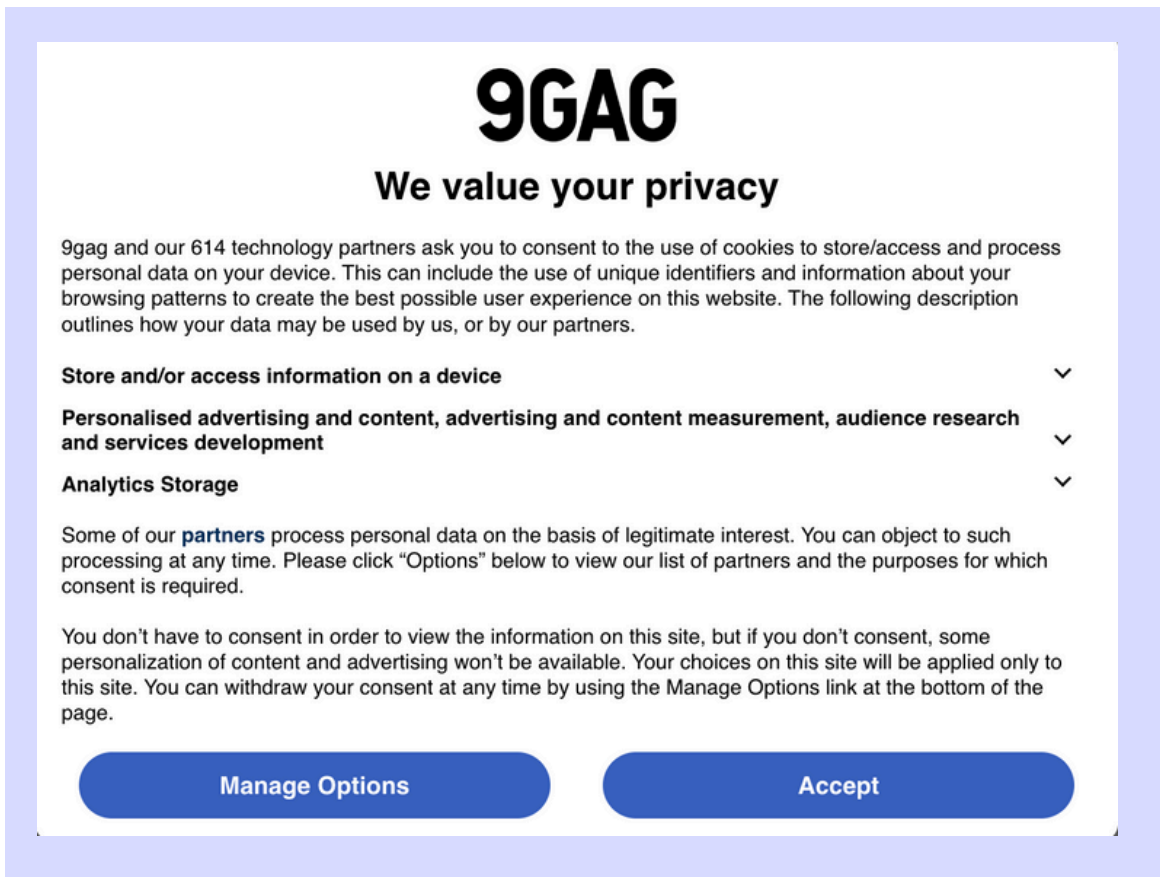 9GAG
We value your privacy
9gag and our 614 technology partners ask you to consent to the use of cookies to store/access and process
personal data on your device. This can include the use of unique identifiers and information about your
browsing patterns to create the best possible user experience on this website. The following description
outlines how your data may be used by us, or by our partners.
Store and/or access information on a device
Personalised advertising and content, advertising and content measurement, audience research
and services development
Analytics Storage
Some of our partners process personal data on the basis of legitimate interest. You can object to such
processing at any time. Please click “Options” below to view our list of partners and the purposes for which
consent is required.
You don’t have to consent in order to view the information on this site, but if you don’t consent, some
personalization of content and advertising won’t be available. Your choices on this site will be applied only to
this site. You can withdraw your consent at any time by using the Manage Options link at the bottom of the
page.
Manage Options
Accept